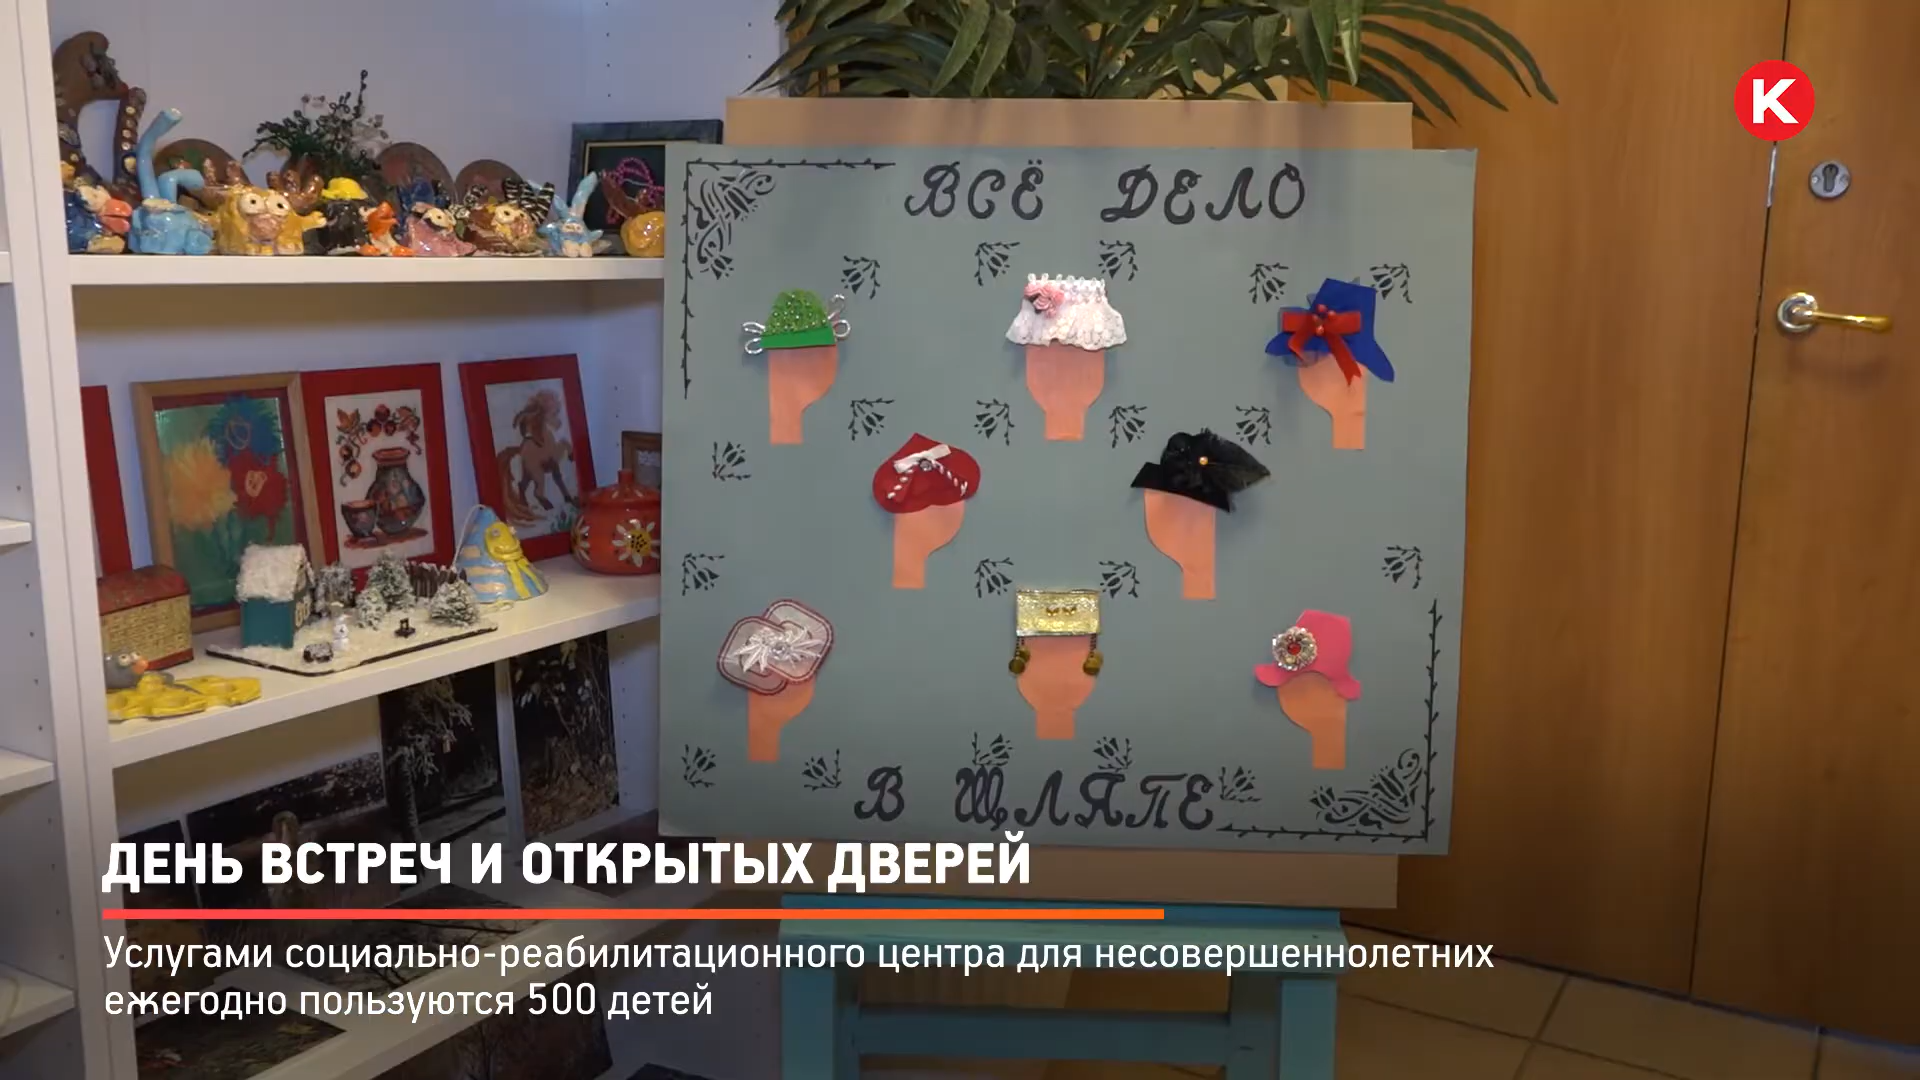 K
ВСЁ ДЕЛО
В ШЛЯПЕ
ДЕНЬ ВСТРЕЧ И ОТКРЫТЫХ ДВЕРЕЙ
Услугами социально-реабилитационного центра для несовершеннолетних
ежегодно пользуются 500 детей